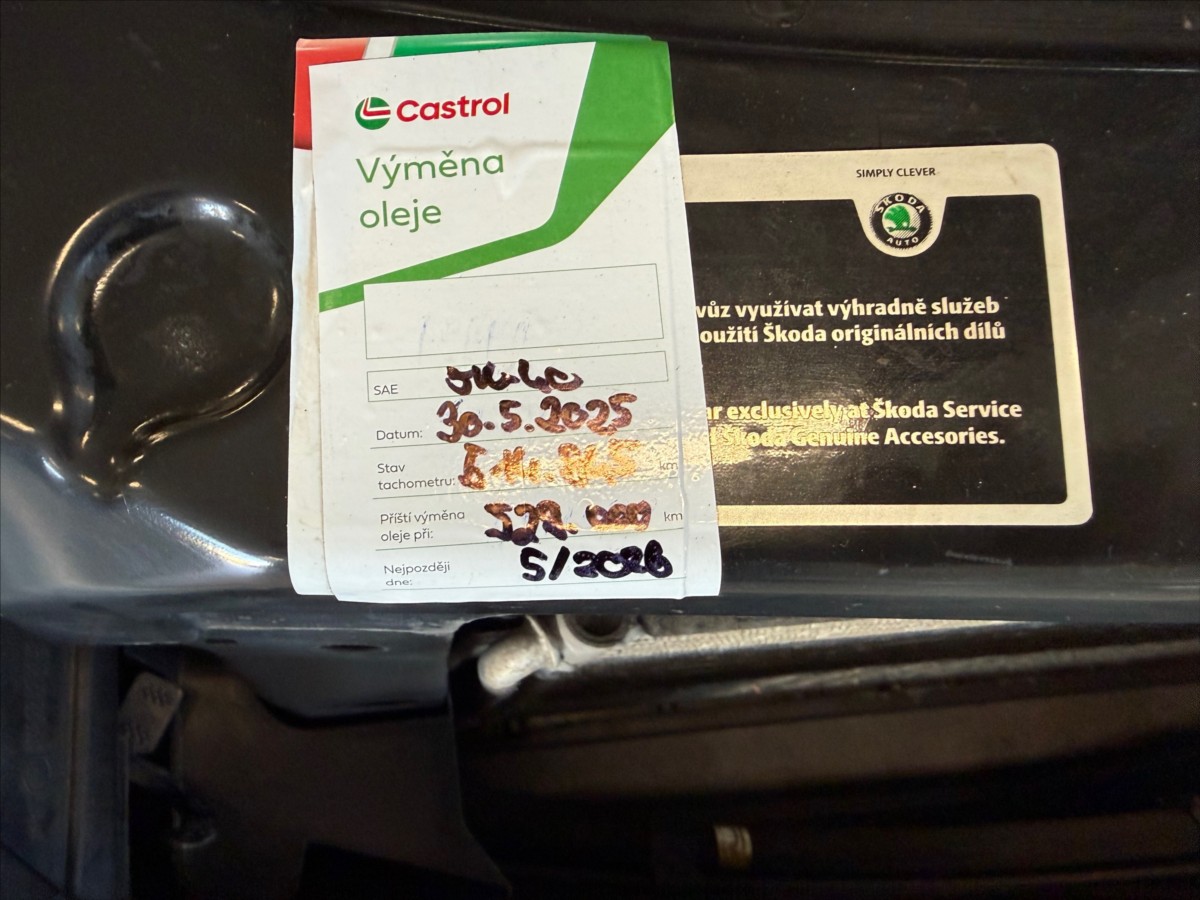 Castrol
Výměna
oleje
SAE
Datum: 30.5.2025
Stav
tachometru: km
Příští výměna
oleje při: 529.000 km
Nejpozději
dne: 5/2026
SIMPLY CLEVER
ŠKODA
AUTO
vůz využívat výhradně služeb
oužití Škoda originálních dílů
ar exclusively at Škoda Service
Škoda Genuine Accesories.